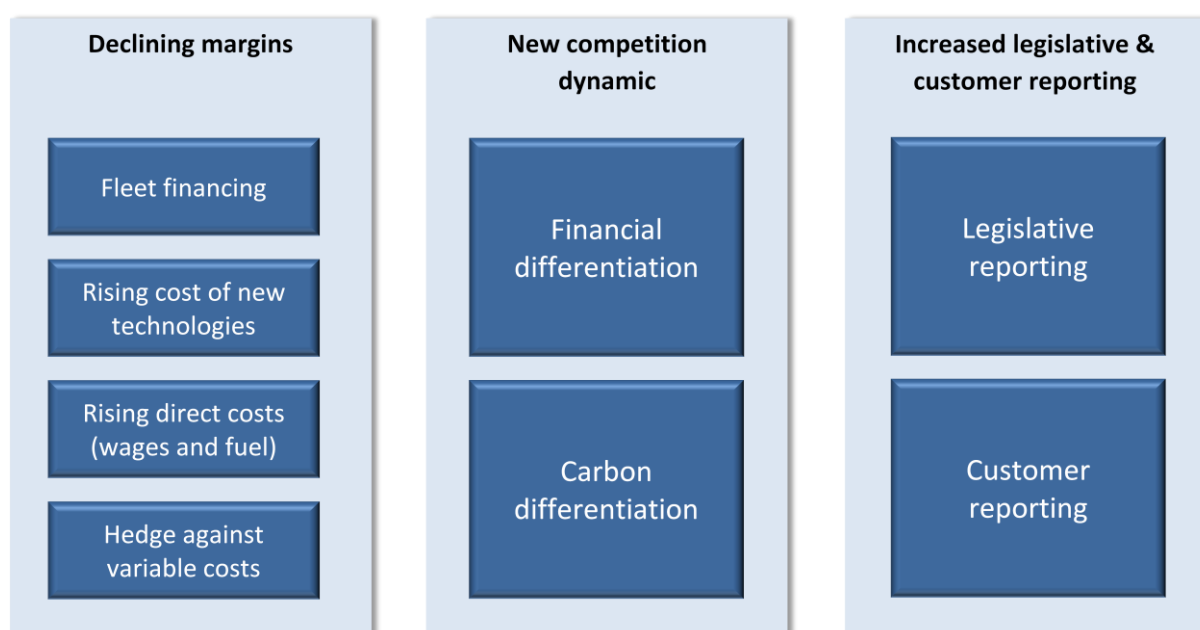 Declining margins
Fleet financing
Rising cost of new
technologies
Rising direct costs
(wages and fuel)
Hedge against
variable costs
New competition
dynamic
Financial
differentiation
Carbon
differentiation
Increased legislative &
customer reporting
Legislative
reporting
Customer
reporting